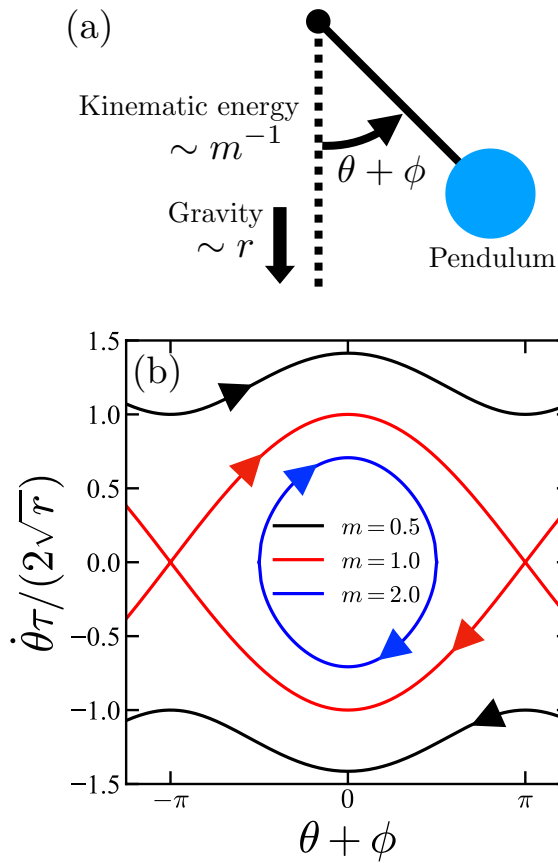 (a)
Kinematic energy
∼ m⁻¹
θ + ϕ
Gravity
∼ r
Pendulum
(b)
1.5
1.0
0.5
0.0
−0.5
−1.0
−1.5
θ̇τ/(2√r)
m = 0.5
m = 1.0
m = 2.0
−π
0
π
θ + ϕ